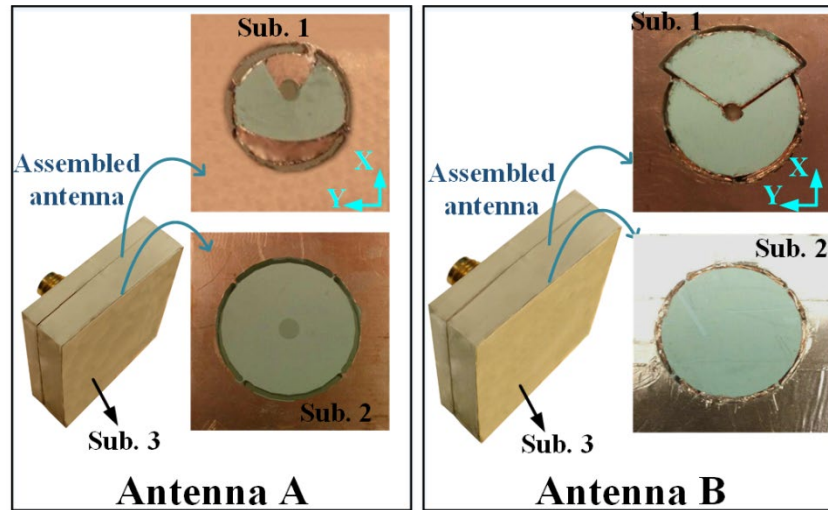 Sub. 1
Assembled
antenna
X
Y
Sub. 2
Sub. 3
Antenna A
Sub. 1
Assembled
antenna
X
Y
Sub. 2
Sub. 3
Antenna B